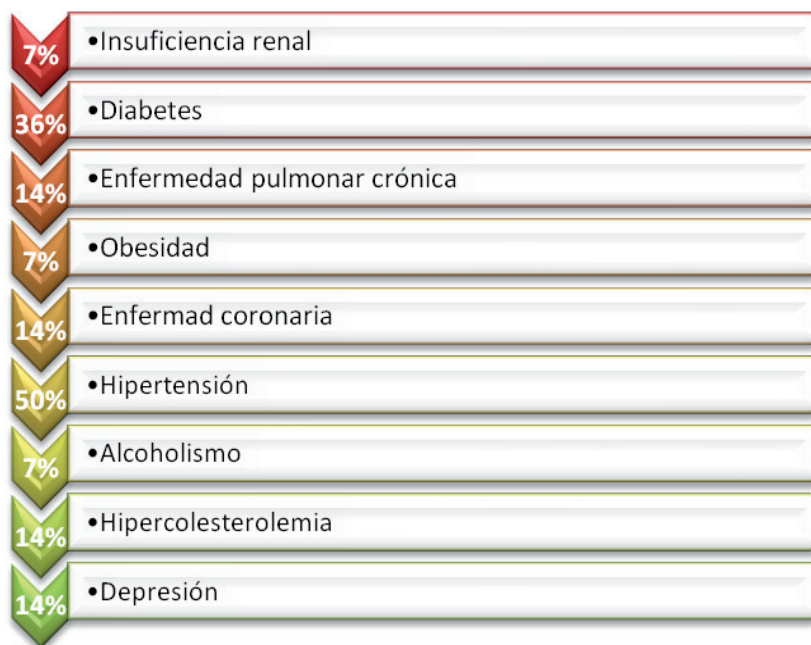 7% •Insuficiencia renal
36% •Diabetes
14% •Enfermedad pulmonar crónica
7% •Obesidad
14% •Enfermad coronaria
50% •Hipertensión
7% •Alcoholismo
14% •Hipercolesterolemia
14% •Depresión